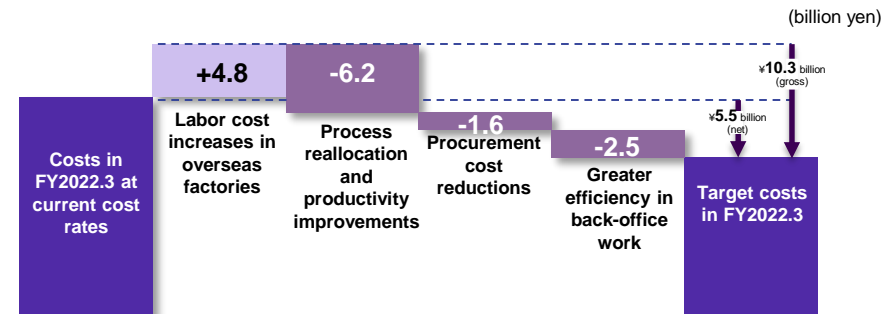 (billion yen)
+4.8
-6.2
¥10.3 billion
(gross)
¥5.5 billion
(net)
-1.6
-2.5
Costs in
FY2022.3 at
current cost
rates
Labor cost
increases in
overseas
factories
Process
reallocation
and
productivity
improvements
Procurement
cost
reductions
Greater
efficiency in
back-office
work
Target costs
in FY2022.3